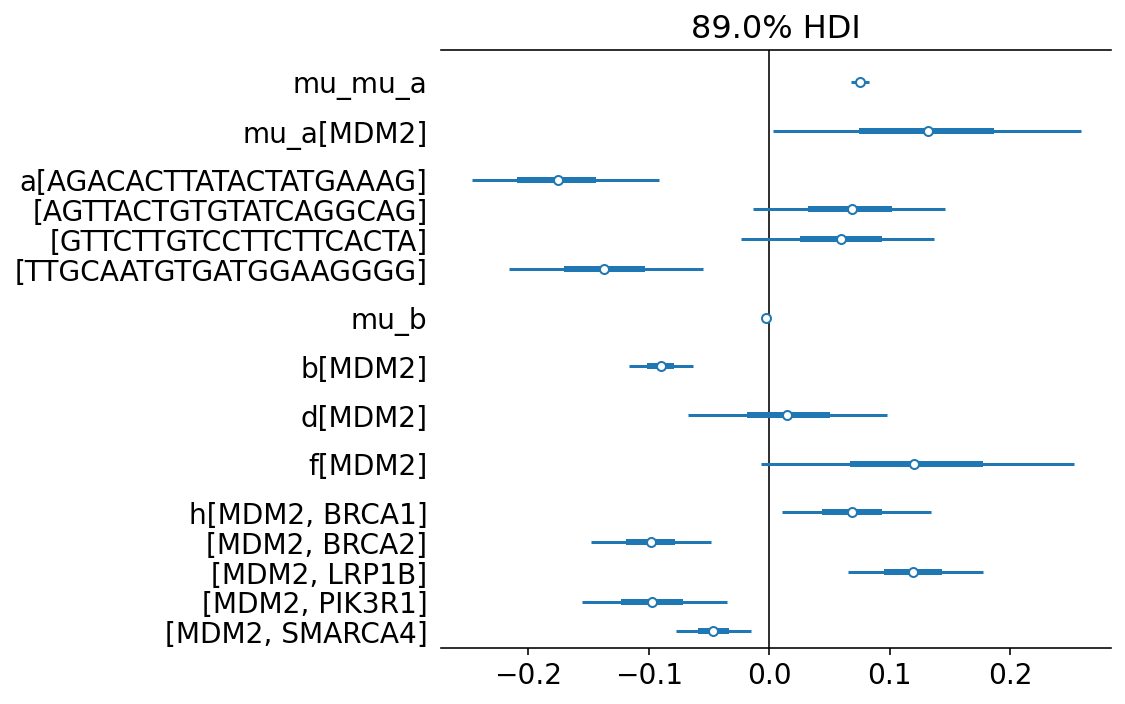 89.0% HDI
mu_mu_a
mu_a[MDM2]
a[AGACACTTATACTATGAAAG]
[AGTTACTGTGTATCAGGCAG]
[GTTCTTGTCCTTCTTCACTA]
[TTGCAATGTGATGGAAGGGG]
mu_b
b[MDM2]
d[MDM2]
f[MDM2]
h[MDM2, BRCA1]
[MDM2, BRCA2]
[MDM2, LRP1B]
[MDM2, PIK3R1]
[MDM2, SMARCA4]
−0.2 −0.1 0.0 0.1 0.2